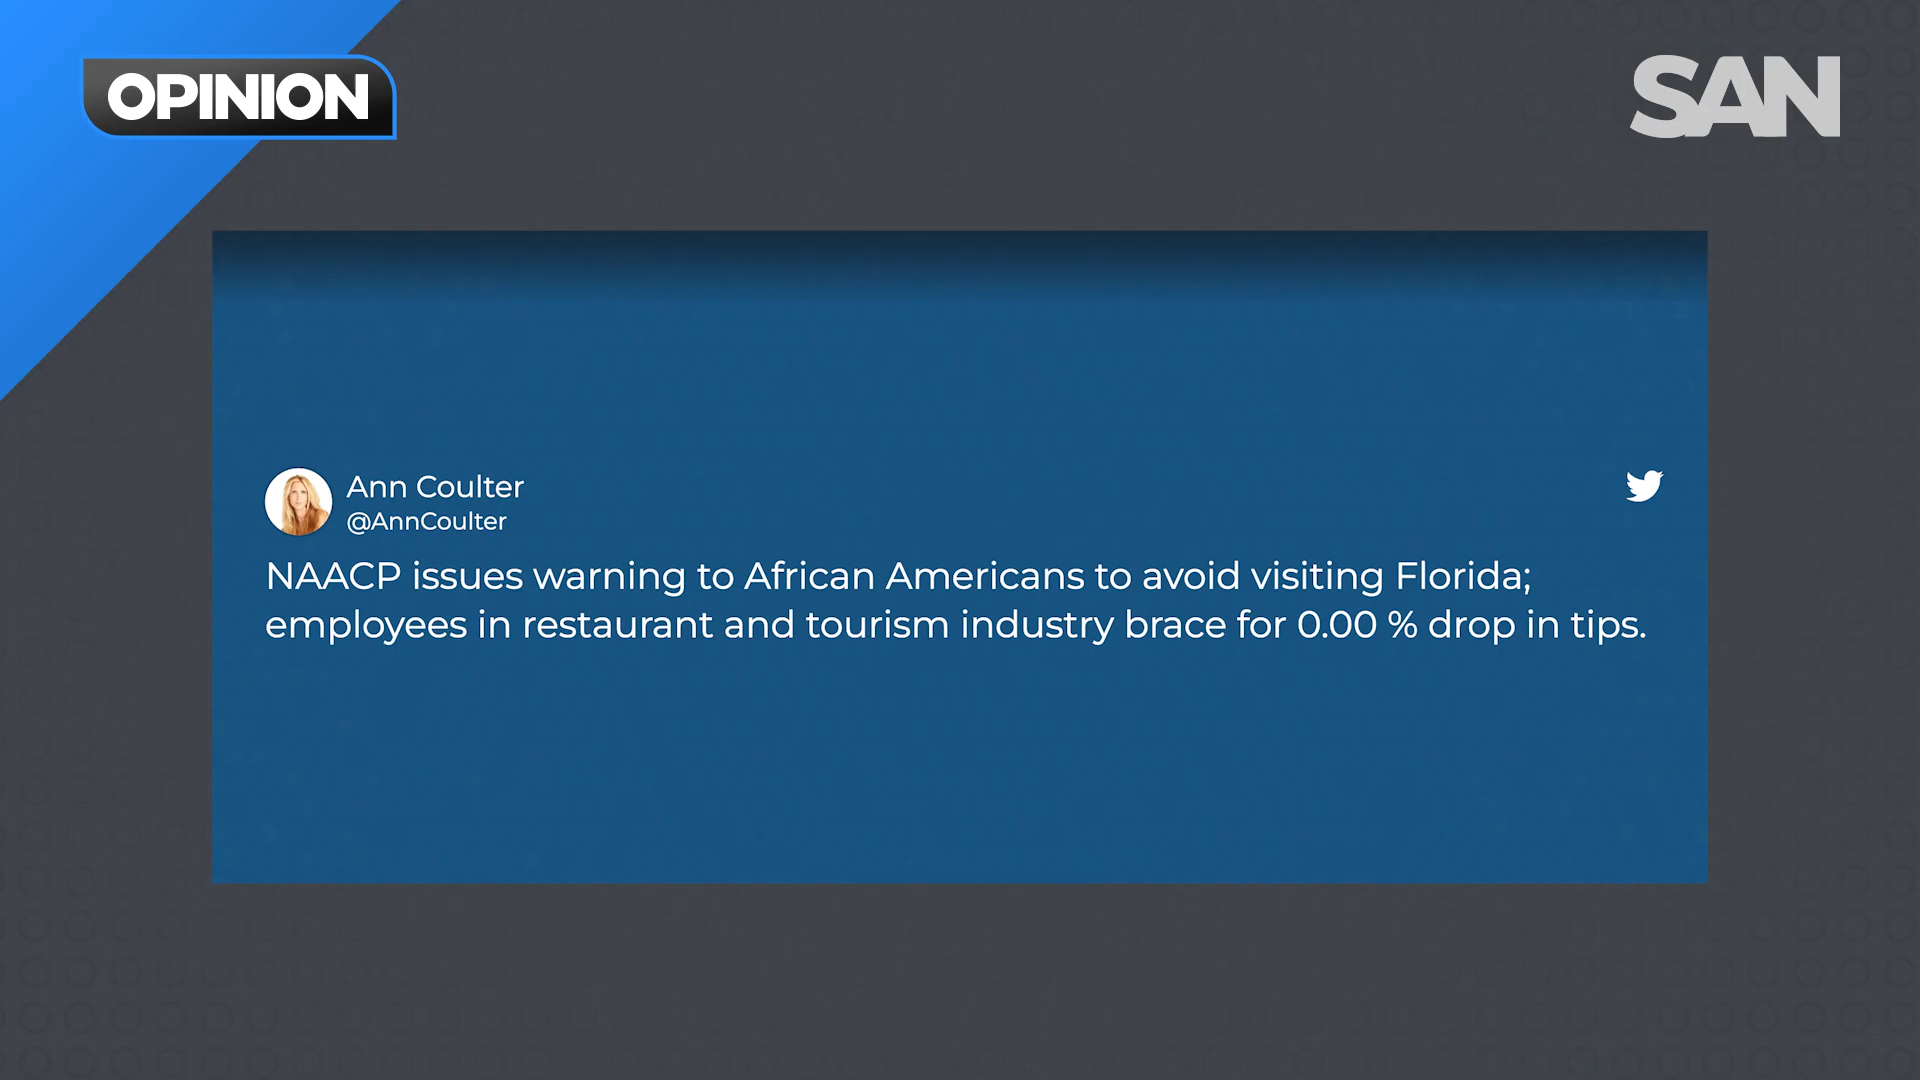 OPINION
SAN
Ann Coulter
@AnnCoulter
NAACP issues warning to African Americans to avoid visiting Florida;
employees in restaurant and tourism industry brace for 0.00 % drop in tips.